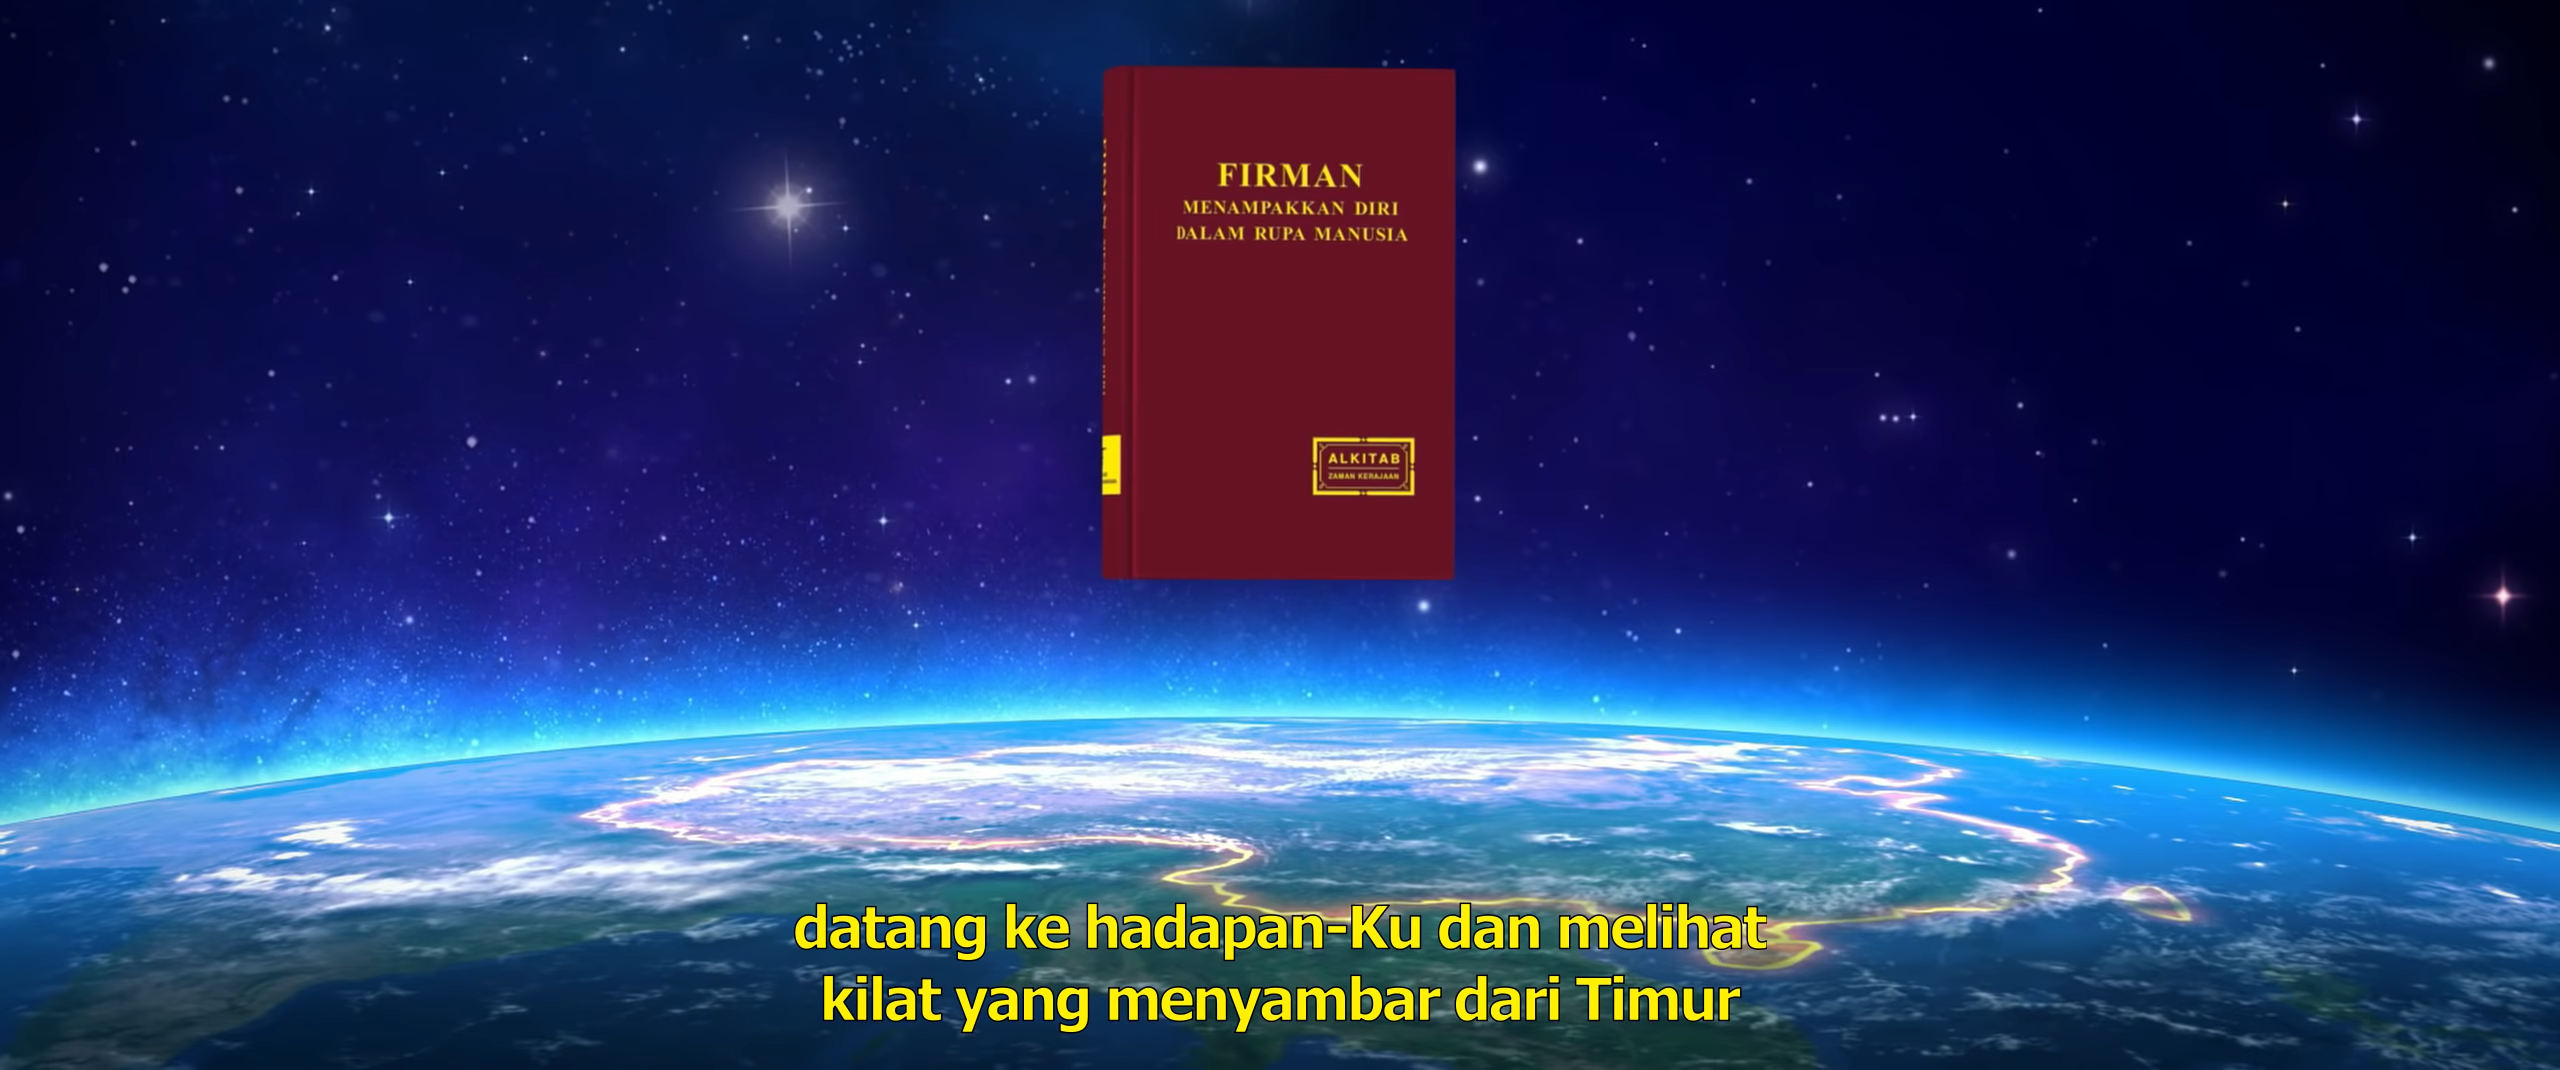 FIRMAN
MENAMPAKKAN DIRI
DALAM RUPA MANUSIA
ALKITAB
ZAMAN KERAJAAN
datang ke hadapan-Ku dan melihat
kilat yang menyambar dari Timur